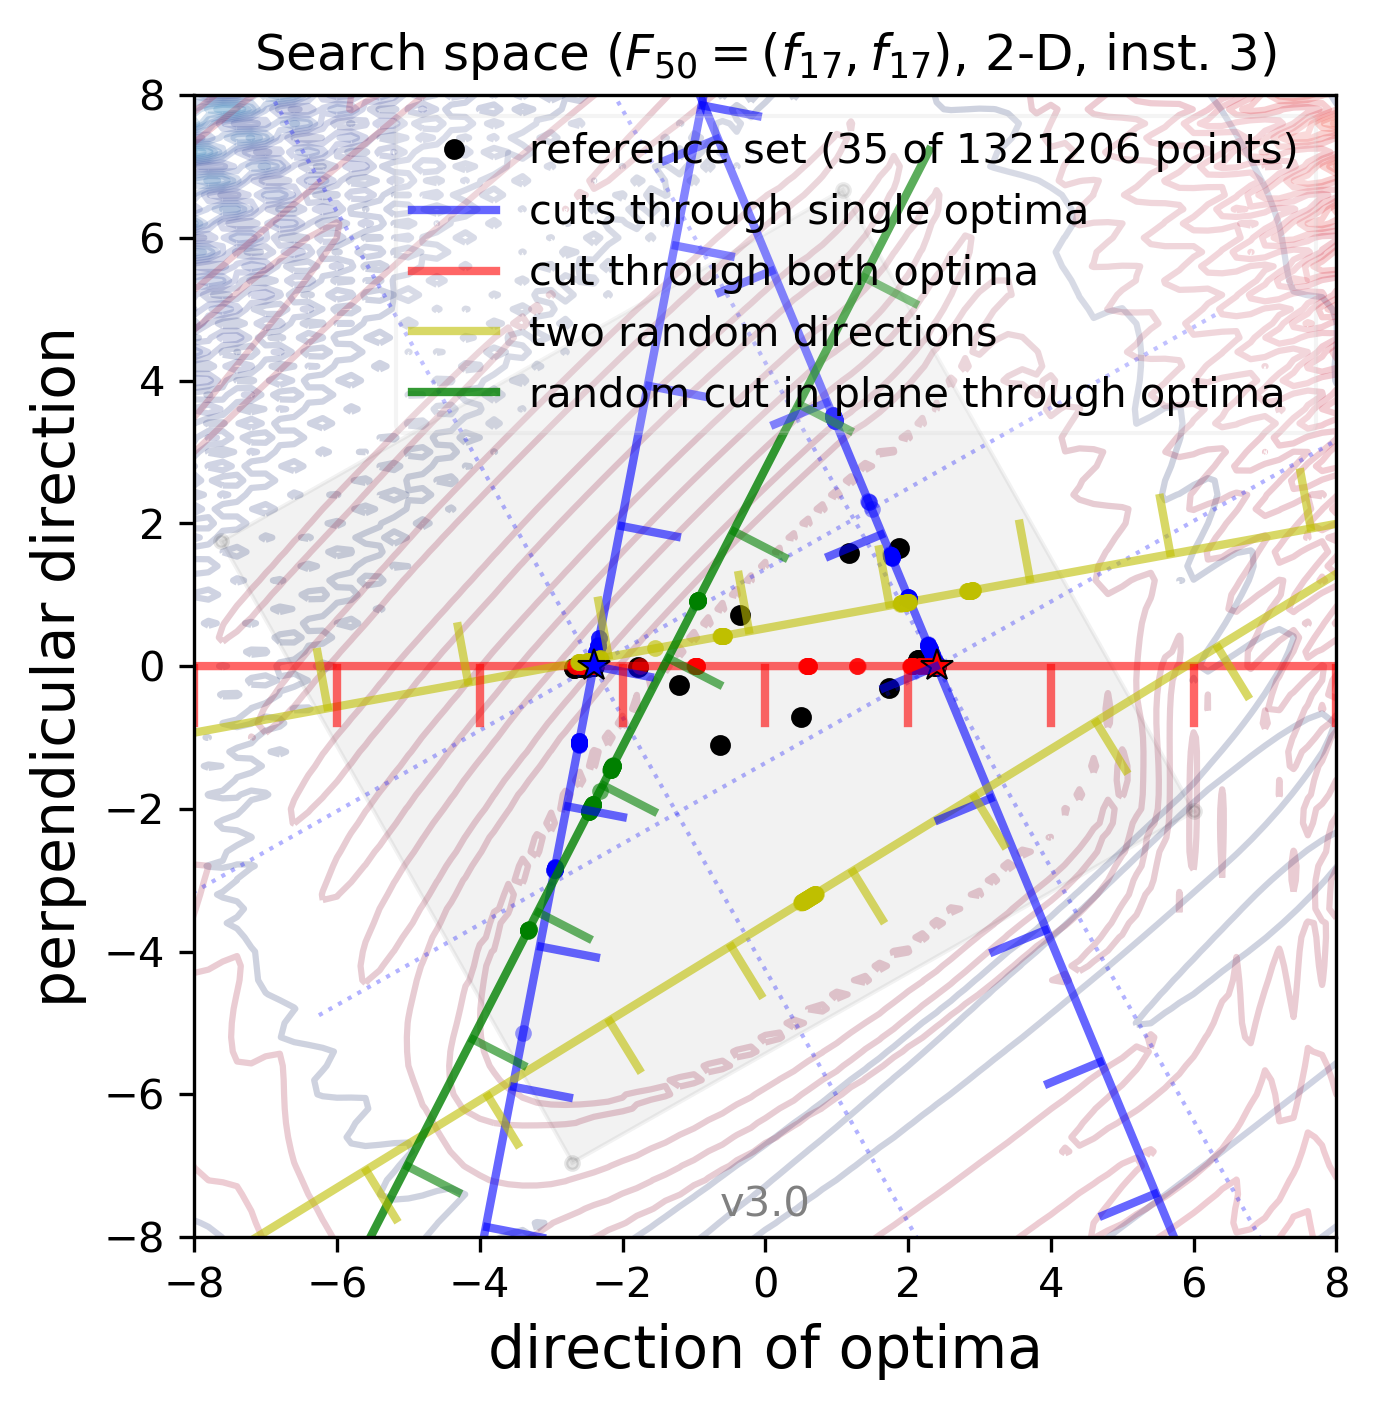 Search space (F₅₀ = (f₁₇, f₁₇), 2-D, inst. 3)
reference set (35 of 1321206 points)
cuts through single optima
cut through both optima
two random directions
random cut in plane through optima
8
6
4
2
0
−2
−4
−6
−8
perpendicular direction
v3.0
−8 −6 −4 −2 0 2 4 6 8
direction of optima